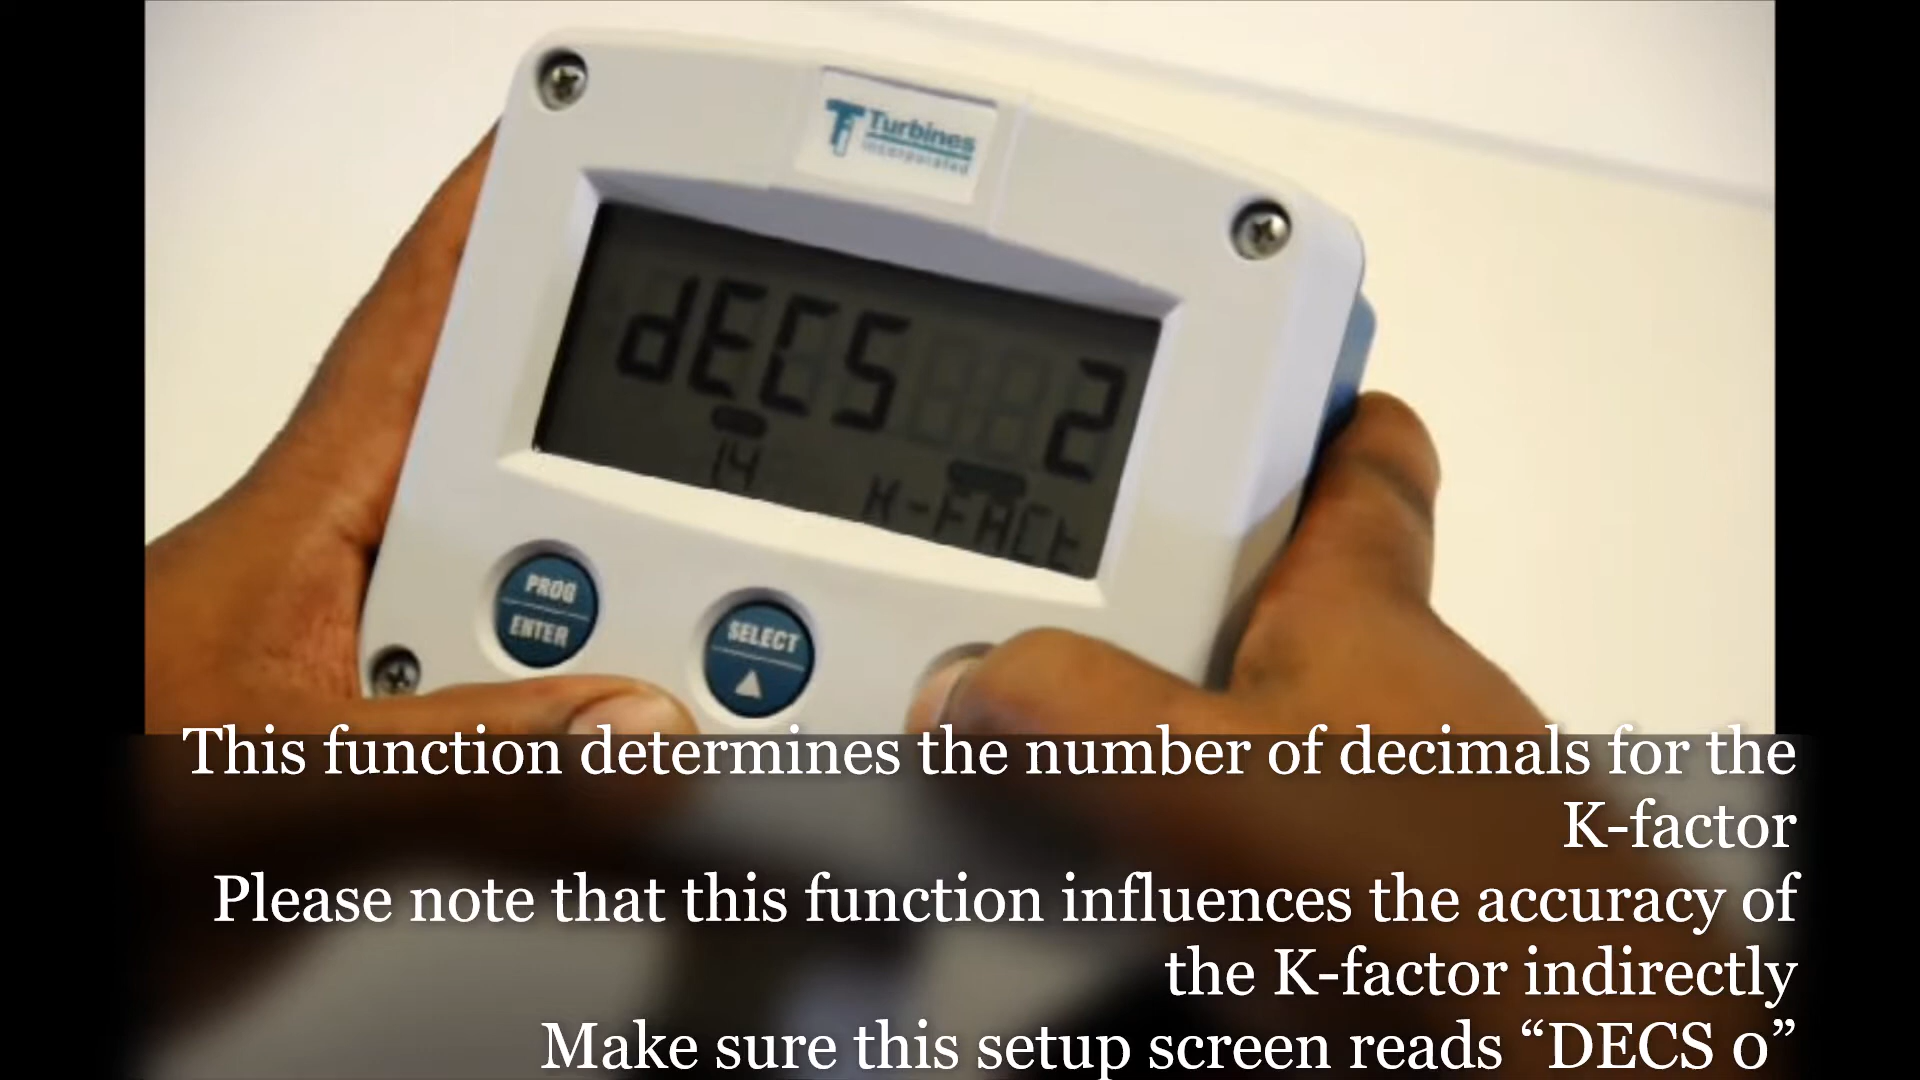 Turbines
Incorporated
dECS 2
14
K-FACt
PROG
ENTER
SELECT
This function determines the number of decimals for the
K-factor
Please note that this function influences the accuracy of
the K-factor indirectly
Make sure this setup screen reads “DECS 0”